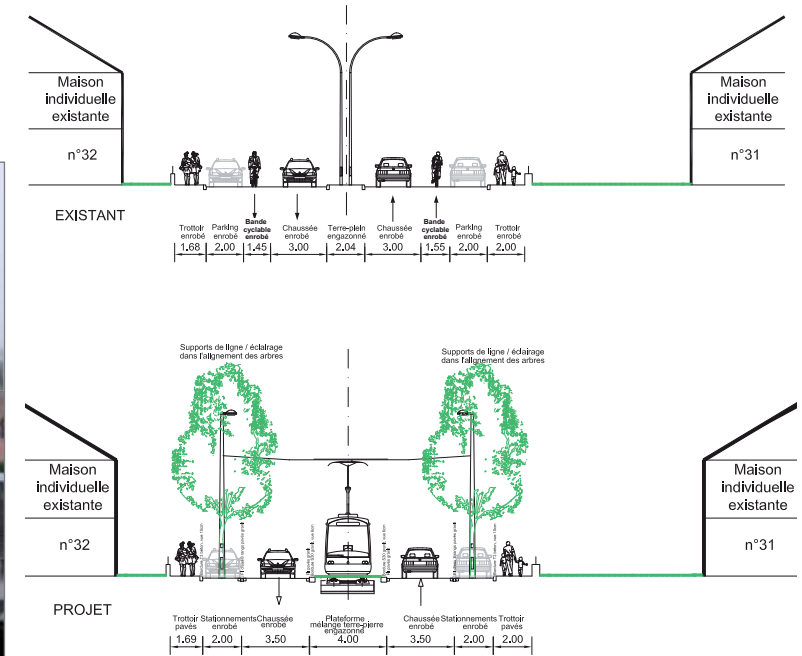 Maison
individuelle
existante
n°32
Maison
individuelle
existante
n°31
EXISTANT
Trottoir
enrobé
1.68
Parking
enrobé
2.00
Bande
cyclable
enrobé
1.45
Chaussée
enrobé
3.00
Terre-plein
engazonné
2.04
Chaussée
enrobé
3.00
Bande
cyclable
enrobé
1.55
Parking
enrobé
2.00
Trottoir
enrobé
2.00
Supports de ligne / éclairage
dans l'alignement des arbres
Supports de ligne / éclairage
dans l'alignement des arbres
Maison
individuelle
existante
n°32
Maison
individuelle
existante
n°31
PROJET
Trottoir
pavés
1.69
Stationnements
enrobé
2.00
Chaussée
enrobé
3.50
Plateforme
mélange terre-pierre
engazonné
4.00
Chaussée
enrobé
3.50
Stationnements
enrobé
2.00
Trottoir
pavés
2.00